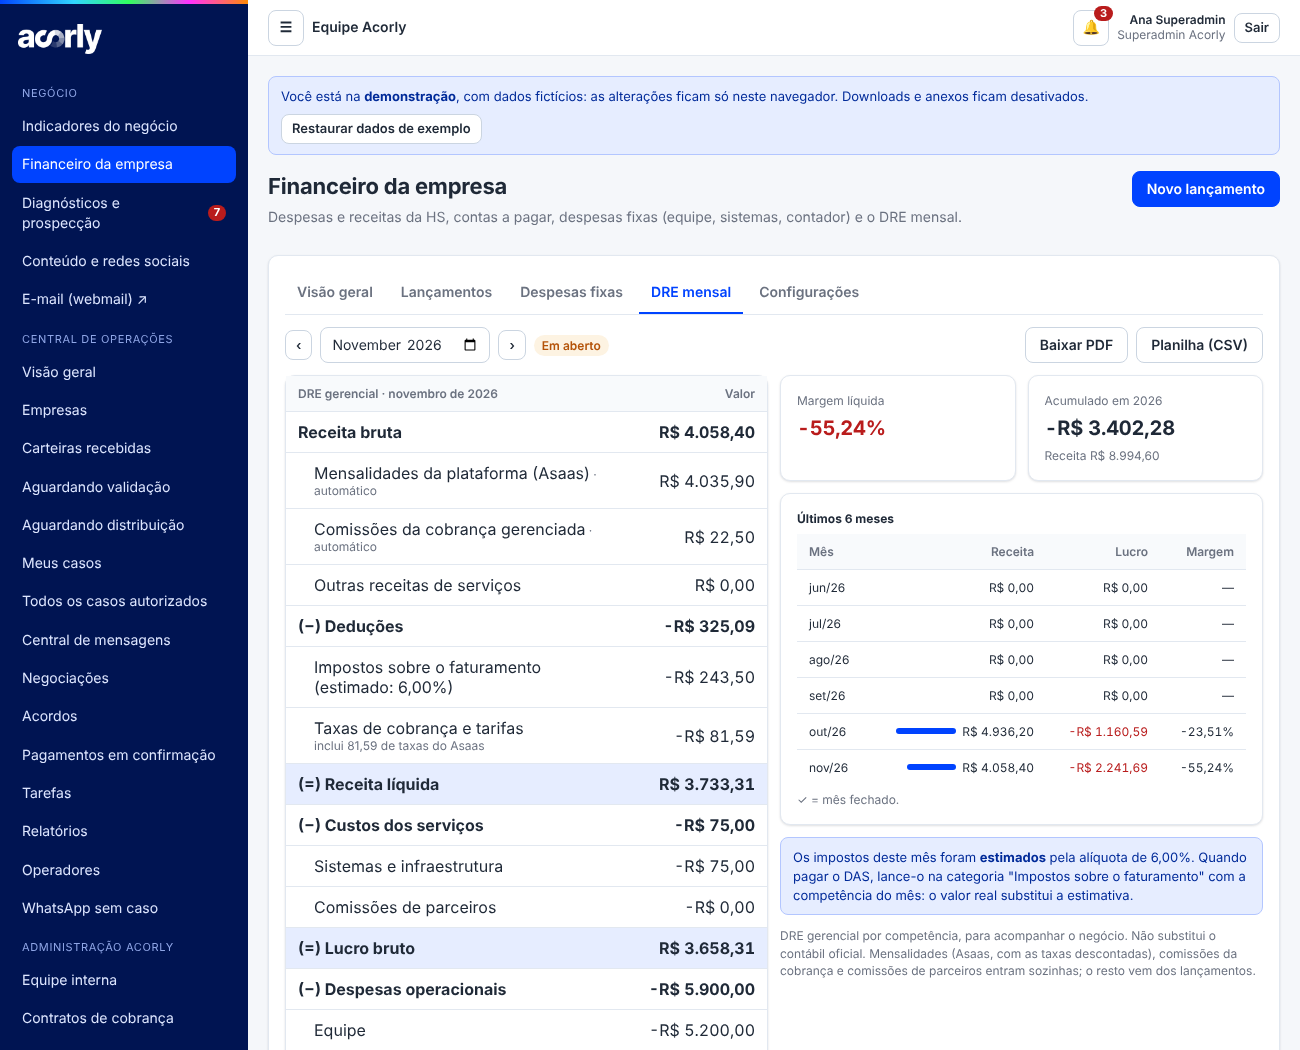 acorly
NEGÓCIO
Indicadores do negócio
Financeiro da empresa
Diagnósticos e
prospecção
7
Conteúdo e redes sociais
E-mail (webmail) ↗
CENTRAL DE OPERAÇÕES
Visão geral
Empresas
Carteiras recebidas
Aguardando validação
Aguardando distribuição
Meus casos
Todos os casos autorizados
Central de mensagens
Negociações
Acordos
Pagamentos em confirmação
Tarefas
Relatórios
Operadores
WhatsApp sem caso
ADMINISTRAÇÃO ACORLY
Equipe interna
Contratos de cobrança
☰ Equipe Acorly
3
Ana Superadmin
Superadmin Acorly
Sair
Você está na demonstração, com dados fictícios: as alterações ficam só neste navegador. Downloads e anexos ficam desativados.
Restaurar dados de exemplo
Financeiro da empresa
Novo lançamento
Despesas e receitas da HS, contas a pagar, despesas fixas (equipe, sistemas, contador) e o DRE mensal.
Visão geral Lançamentos Despesas fixas DRE mensal Configurações
‹ November 2026 › Em aberto Baixar PDF Planilha (CSV)
DRE gerencial · novembro de 2026 Valor
Receita bruta R$ 4.058,40
Mensalidades da plataforma (Asaas) ·
automático
R$ 4.035,90
Comissões da cobrança gerenciada ·
automático
R$ 22,50
Outras receitas de serviços R$ 0,00
(−) Deduções -R$ 325,09
Impostos sobre o faturamento
(estimado: 6,00%)
-R$ 243,50
Taxas de cobrança e tarifas
inclui 81,59 de taxas do Asaas
-R$ 81,59
(=) Receita líquida R$ 3.733,31
(−) Custos dos serviços -R$ 75,00
Sistemas e infraestrutura -R$ 75,00
Comissões de parceiros -R$ 0,00
(=) Lucro bruto R$ 3.658,31
(−) Despesas operacionais -R$ 5.900,00
Equipe -R$ 5.200,00
Margem líquida
-55,24%
Acumulado em 2026
-R$ 3.402,28
Receita R$ 8.994,60
Últimos 6 meses
Mês Receita Lucro Margem
jun/26 R$ 0,00 R$ 0,00 —
jul/26 R$ 0,00 R$ 0,00 —
ago/26 R$ 0,00 R$ 0,00 —
set/26 R$ 0,00 R$ 0,00 —
out/26 R$ 4.936,20 -R$ 1.160,59 -23,51%
nov/26 R$ 4.058,40 -R$ 2.241,69 -55,24%
✓ = mês fechado.
Os impostos deste mês foram estimados pela alíquota de 6,00%. Quando
pagar o DAS, lance-o na categoria "Impostos sobre o faturamento" com a
competência do mês: o valor real substitui a estimativa.
DRE gerencial por competência, para acompanhar o negócio. Não substitui o
contábil oficial. Mensalidades (Asaas, com as taxas descontadas), comissões da
cobrança e comissões de parceiros entram sozinhas; o resto vem dos lançamentos.